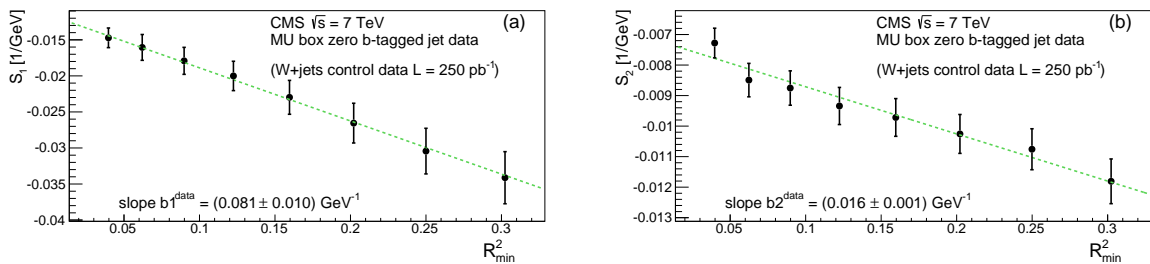 (a)
CMS √s = 7 TeV
MU box zero b-tagged jet data
(W+jets control data L = 250 pb⁻¹)
S₁ [1/GeV]
-0.015
-0.02
-0.025
-0.03
-0.035
-0.04
slope b1ᵈᵃᵗᵃ = (0.081 ± 0.010) GeV⁻¹
0.05 0.1 0.15 0.2 0.25 0.3
R²min
(b)
CMS √s = 7 TeV
MU box zero b-tagged jet data
(W+jets control data L = 250 pb⁻¹)
S₂ [1/GeV]
-0.007
-0.008
-0.009
-0.01
-0.011
-0.012
-0.013
slope b2ᵈᵃᵗᵃ = (0.016 ± 0.001) GeV⁻¹
0.05 0.1 0.15 0.2 0.25 0.3
R²min